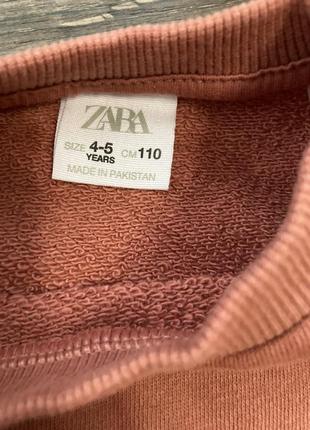 ZARA
SIZE 4-5 YEARS CM 110
MADE IN PAKISTAN